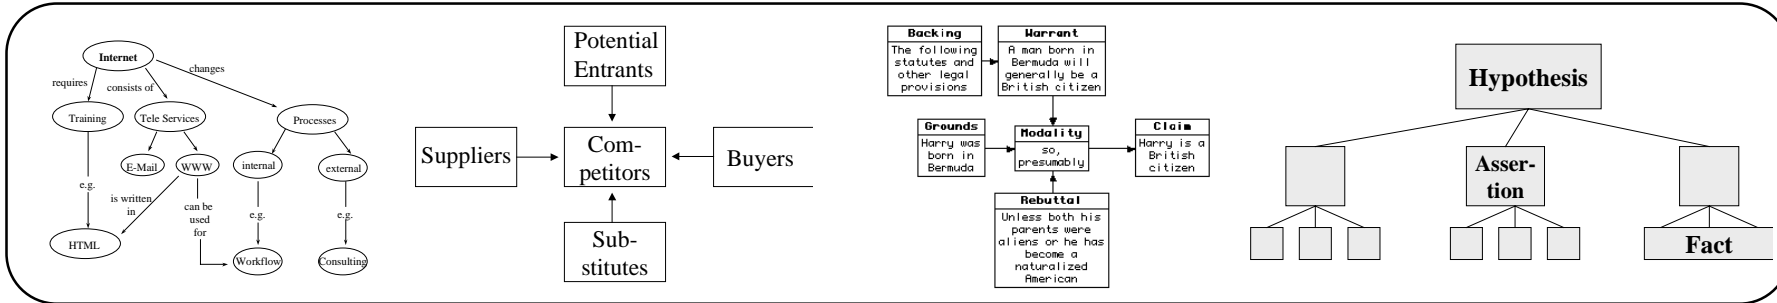 Internet
requires
consists of
changes
Training
Tele Services
Processes
E-Mail
WWW
internal
external
e.g.
is written
in
can be
used
for
e.g.
e.g.
HTML
Workflow
Consulting
Potential
Entrants
Suppliers
Com-
petitors
Buyers
Sub-
stitutes
Backing
The following
statutes and
other legal
provisions
Warrant
A man born in
Bermuda will
generally be a
British citizen
Grounds
Harry was
born in
Bermuda
Modality
so,
presumably
Claim
Harry is a
British
citizen
Rebuttal
Unless both his
parents were
aliens or he has
become a
naturalized
American
Hypothesis
Asser-
tion
Fact